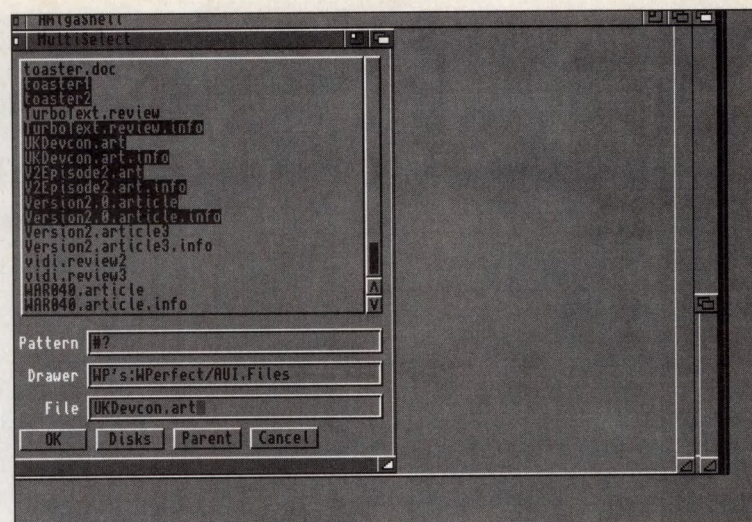 AmigaShell
MultiSelect
toaster.doc
toaster1
toaster2
TurboText.review
TurboText.review.info
UKDevcon.art
UKDevcon.art.info
V2Episode2.art
V2Episode2.art.info
Version2.0.article
Version2.0.article.info
Version2.article3
Version2.article3.info
vidi.review2
vidi.review3
WAR040.article
WAR040.article.info
Pattern #?
Drawer WP's:WPerfect/AUI.Files
File UKDevcon.art
OK Disks Parent Cancel